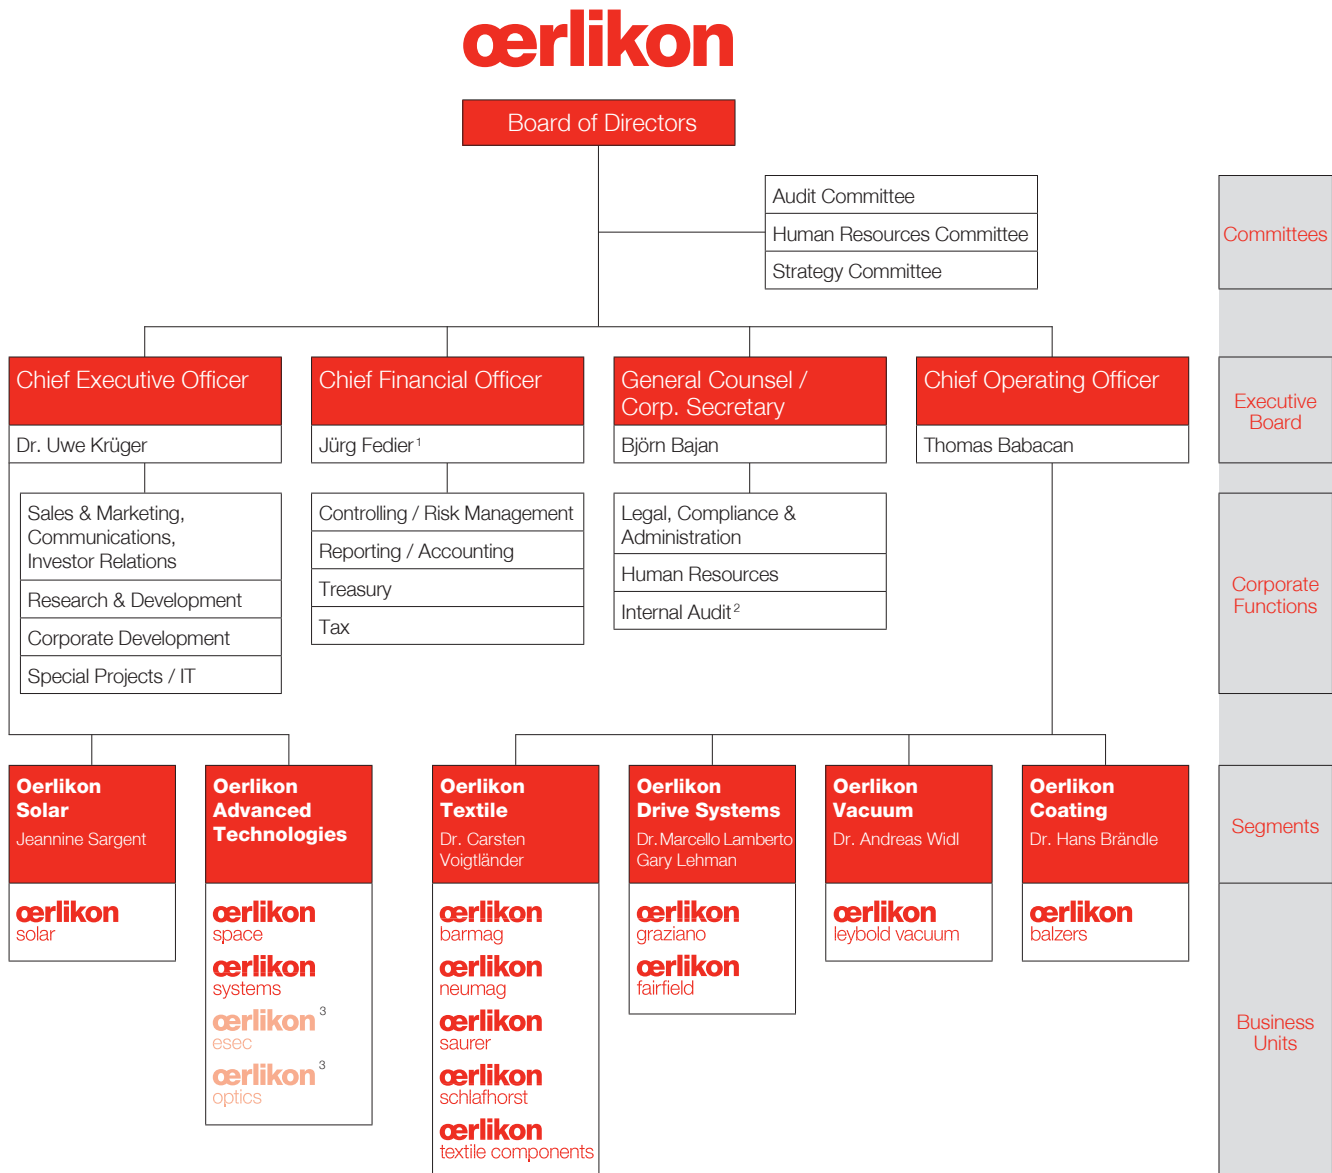 œrlikon
Board of Directors
Audit Committee
Human Resources Committee
Strategy Committee
Committees
Chief Executive Officer
Dr. Uwe Krüger
Chief Financial Officer
Jürg Fedier¹
General Counsel /
Corp. Secretary
Björn Bajan
Chief Operating Officer
Thomas Babacan
Executive
Board
Sales & Marketing,
Communications,
Investor Relations
Research & Development
Corporate Development
Special Projects / IT
Controlling / Risk Management
Reporting / Accounting
Treasury
Tax
Legal, Compliance &
Administration
Human Resources
Internal Audit²
Corporate
Functions
Oerlikon
Solar
Jeannine Sargent
Oerlikon
Advanced
Technologies
Oerlikon
Textile
Dr. Carsten
Voigtländer
Oerlikon
Drive Systems
Dr. Marcello Lamberto
Gary Lehman
Oerlikon
Vacuum
Dr. Andreas Widl
Oerlikon
Coating
Dr. Hans Brändle
Segments
œrlikon
solar
œrlikon
space
œrlikon
systems
œrlikon ³
esec
œrlikon ³
optics
œrlikon
barmag
œrlikon
neumag
œrlikon
saurer
œrlikon
schlafhorst
œrlikon
textile components
œrlikon
graziano
œrlikon
fairfield
œrlikon
leybold vacuum
œrlikon
balzers
Business
Units